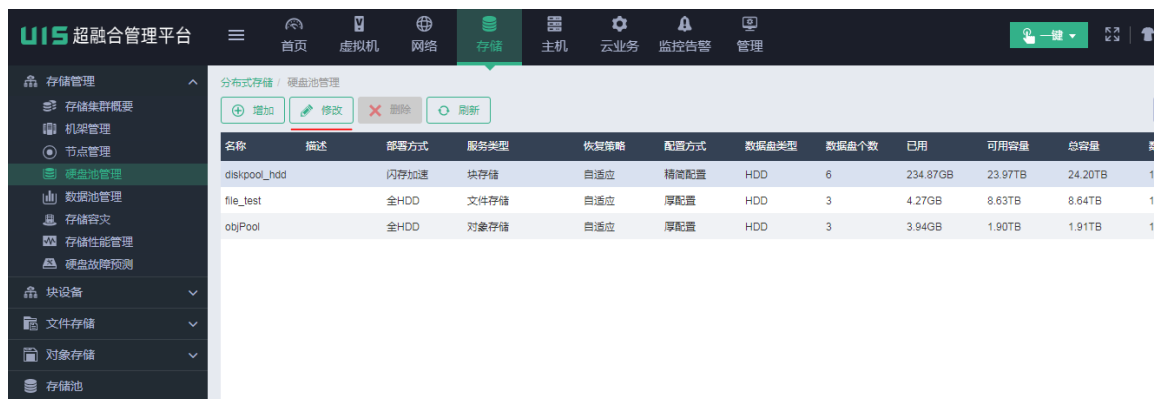 UIS 超融合管理平台
首页 虚拟机 网络 存储 主机 云业务 监控告警 管理 一键
存储管理
存储集群概要
机架管理
节点管理
硬盘池管理
数据池管理
存储容灾
存储性能管理
硬盘故障预测
块设备
文件存储
对象存储
存储池
分布式存储 / 硬盘池管理
增加 修改 删除 刷新
名称 描述 部署方式 服务类型 恢复策略 配置方式 数据盘类型 数据盘个数 已用 可用容量 总容量
diskpool_hdd 闪存加速 块存储 自适应 精简配置 HDD 6 234.87GB 23.97TB 24.20TB 1
file_test 全HDD 文件存储 自适应 厚配置 HDD 3 4.27GB 8.63TB 8.64TB 1
objPool 全HDD 对象存储 自适应 厚配置 HDD 3 3.94GB 1.90TB 1.91TB 1